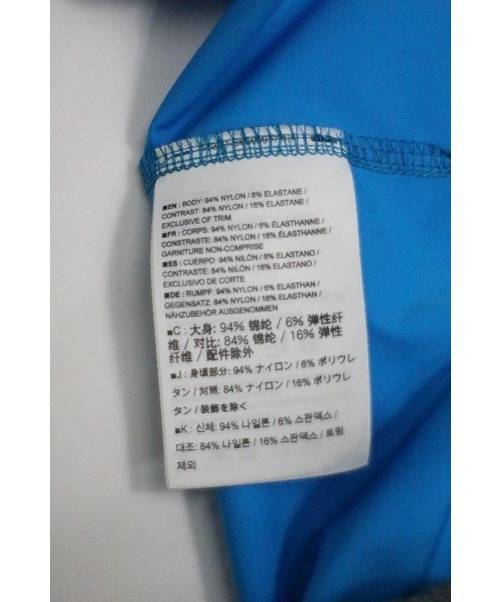 ■EN : BODY: 94% NYLON / 6% ELASTANE /
CONTRAST: 84% NYLON / 16% ELASTANE /
EXCLUSIVE OF TRIM
■FR : CORPS: 94% NYLON / 6% ÉLASTHANNE /
CONSTRASTE: 84% NYLON / 16% ÉLASTHANNE /
GARNITURE NON-COMPRISE
■ES : CUERPO: 94% NILÓN / 6% ELASTANO /
CONTRASTE: 84% NILÓN / 16% ELASTANO /
EXCLUSIVO DE CORTE
■DE : RUMPF: 94% NYLON / 6% ELASTHAN /
GEGENSATZ: 84% NYLON / 16% ELASTHAN /
NÄHZUBEHÖR AUSGENOMMEN
■C : 大身: 94% 锦纶 / 6% 弹性纤
维 / 对比: 84% 锦纶 / 16% 弹性
纤维 / 配件除外
■J : 身頃部分: 94% ナイロン / 6% ポリウレ
タン / 対照: 84% ナイロン / 16% ポリウレ
タン / 装飾を除く
■K : 신체: 94% 나일론 / 6% 스판덱스 /
대조: 84% 나일론 / 16% 스판덱스 / 트림
제외